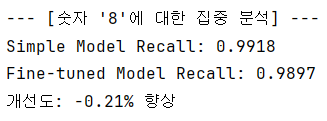 --- [숫자 '8'에 대한 집중 분석] ---
Simple Model Recall: 0.9918
Fine-tuned Model Recall: 0.9897
개선도: -0.21% 향상